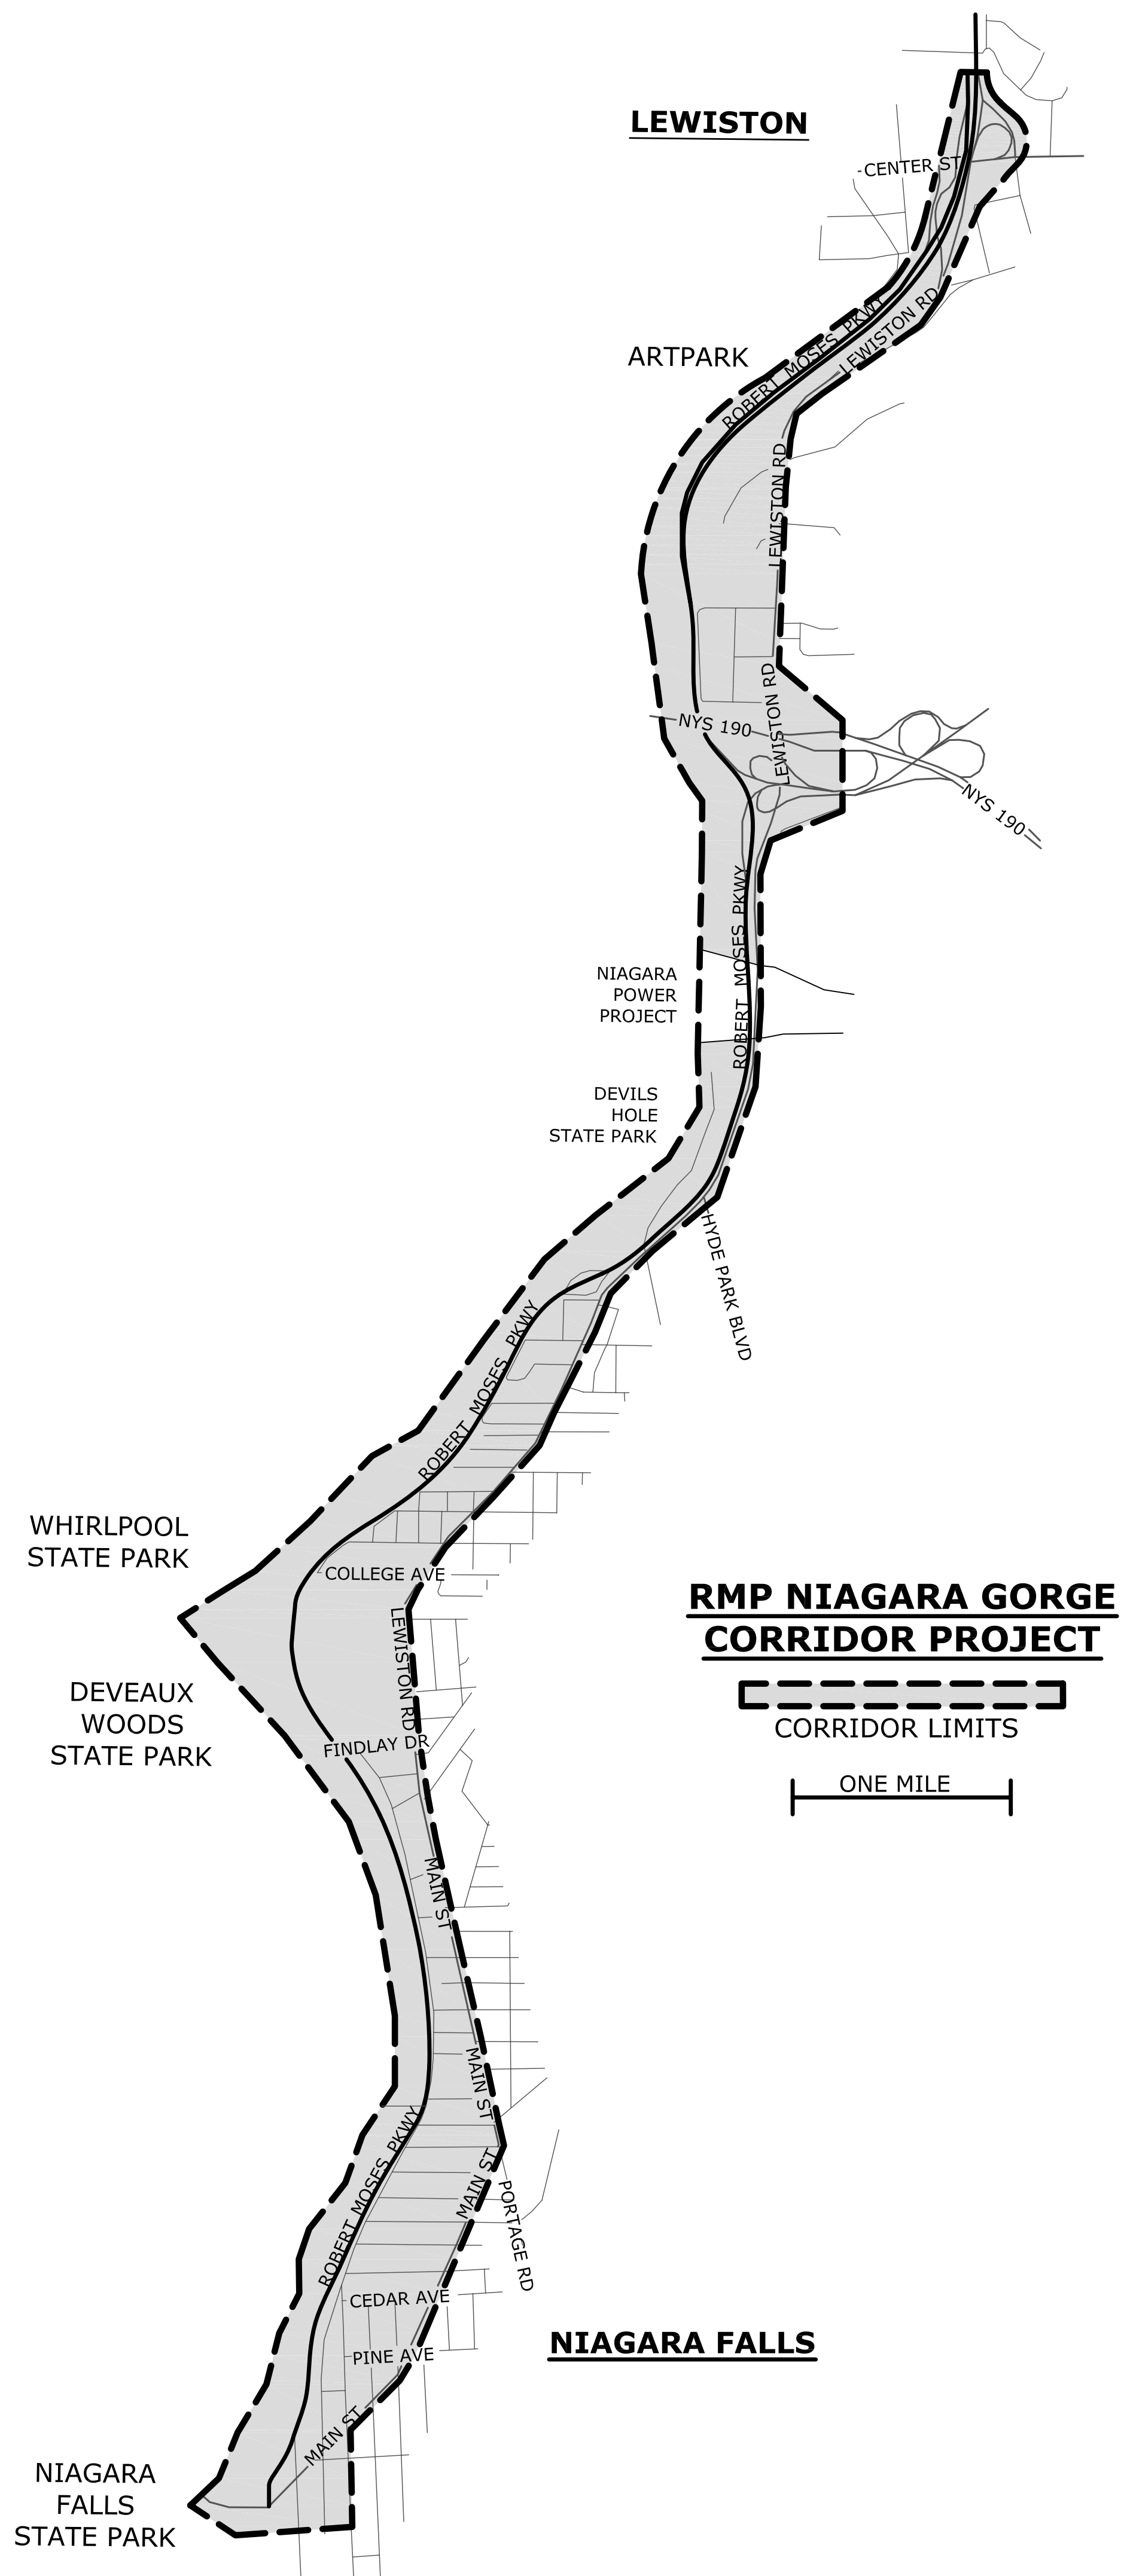 LEWISTON
CENTER ST
ROBERT MOSES PKWY
LEWISTON RD
ARTPARK
LEWISTON RD
LEWISTON RD
NYS 190
NYS 190
ROBERT MOSES PKWY
ROBERT MOSES PKWY
NIAGARA
POWER
PROJECT
DEVILS
HOLE
STATE PARK
HYDE PARK BLVD
ROBERT MOSES PKWY
WHIRLPOOL
STATE PARK
COLLEGE AVE
RMP NIAGARA GORGE
CORRIDOR PROJECT
CORRIDOR LIMITS
ONE MILE
LEWISTON RD
DEVEAUX
WOODS
STATE PARK
FINDLAY DR
MAIN ST
MAIN ST
ROBERT MOSES PKWY
MAIN ST
PORTAGE RD
CEDAR AVE
NIAGARA FALLS
PINE AVE
MAIN ST
NIAGARA
FALLS
STATE PARK